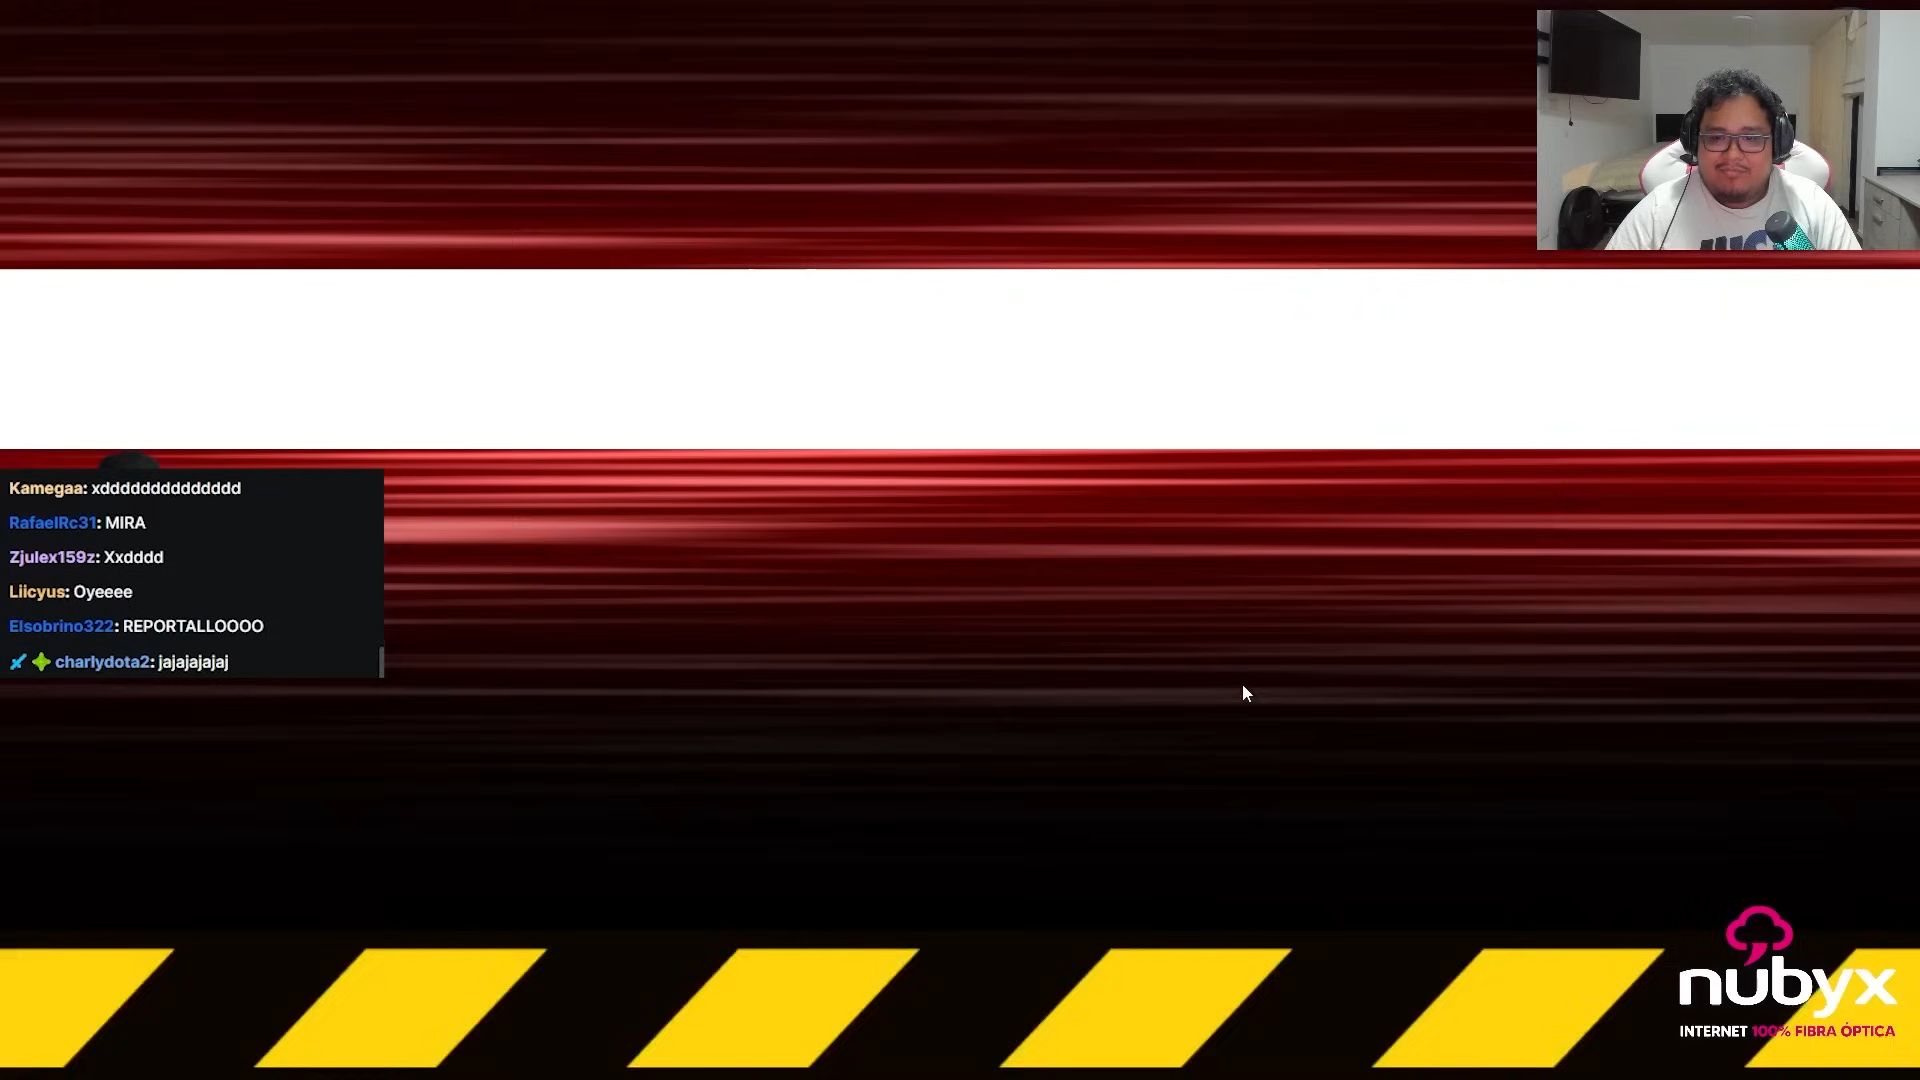 Kamegaa: xdddddddddddddd
RafaelRc31: MIRA
Zjulex159z: Xxdddd
Liicyus: Oyeeee
Elsobrino322: REPORTALLOOOO
charlydota2: jajajajajaj
nubyx
INTERNET 100% FIBRA ÓPTICA